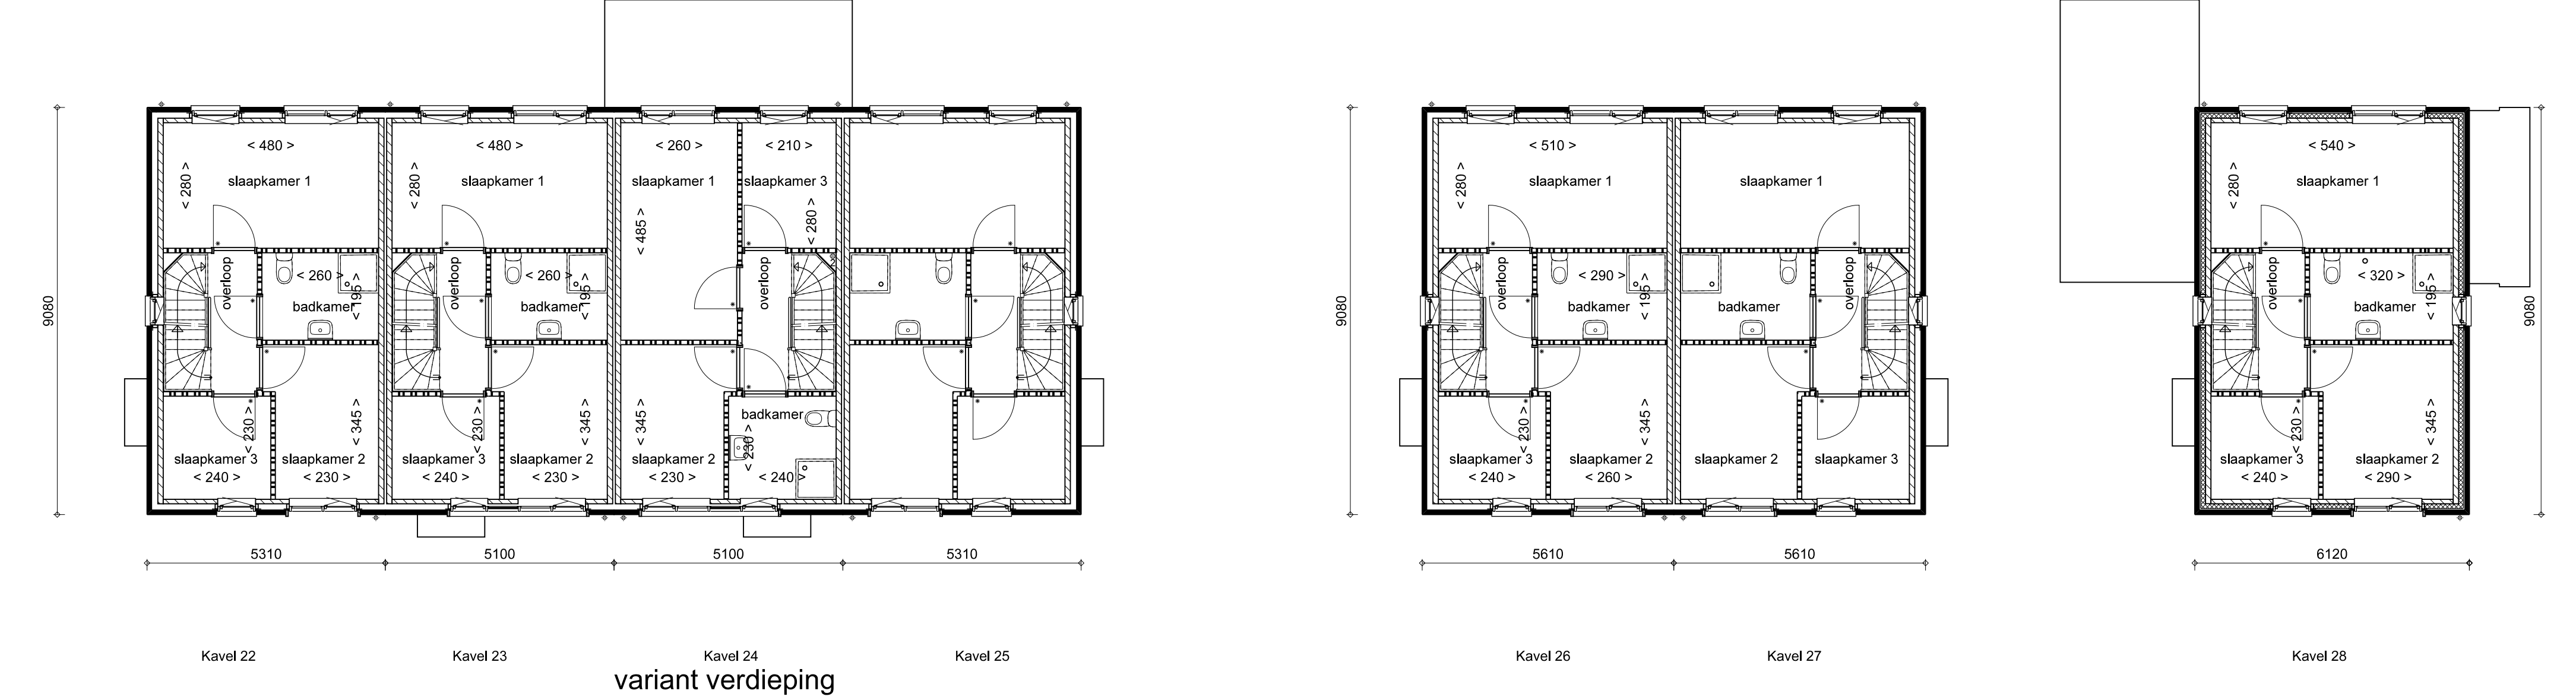 < 480 >
< 280 >
slaapkamer 1
< 480 >
< 280 >
slaapkamer 1
< 260 >
slaapkamer 1
< 485 >
< 210 >
slaapkamer 3
< 280 >
< 510 >
< 280 >
slaapkamer 1
slaapkamer 1
< 540 >
< 280 >
slaapkamer 1
overloop
< 260 >
badkamer
< 195 >
overloop
< 260 >
badkamer
< 195 >
overloop
overloop
< 290 >
badkamer
< 195 >
badkamer
overloop
overloop
< 320 >
badkamer
< 195 >
9080
9080
9080
< 230 >
slaapkamer 3
< 240 >
< 345 >
slaapkamer 2
< 230 >
< 230 >
slaapkamer 3
< 240 >
< 345 >
slaapkamer 2
< 230 >
< 345 >
slaapkamer 2
< 230 >
badkamer
< 230 >
< 240 >
< 230 >
slaapkamer 3
< 240 >
< 345 >
slaapkamer 2
< 260 >
slaapkamer 2
slaapkamer 3
< 230 >
slaapkamer 3
< 240 >
< 345 >
slaapkamer 2
< 290 >
5310
5100
5100
5310
5610
5610
6120
Kavel 22
Kavel 23
Kavel 24
Kavel 25
Kavel 26
Kavel 27
Kavel 28
variant verdieping